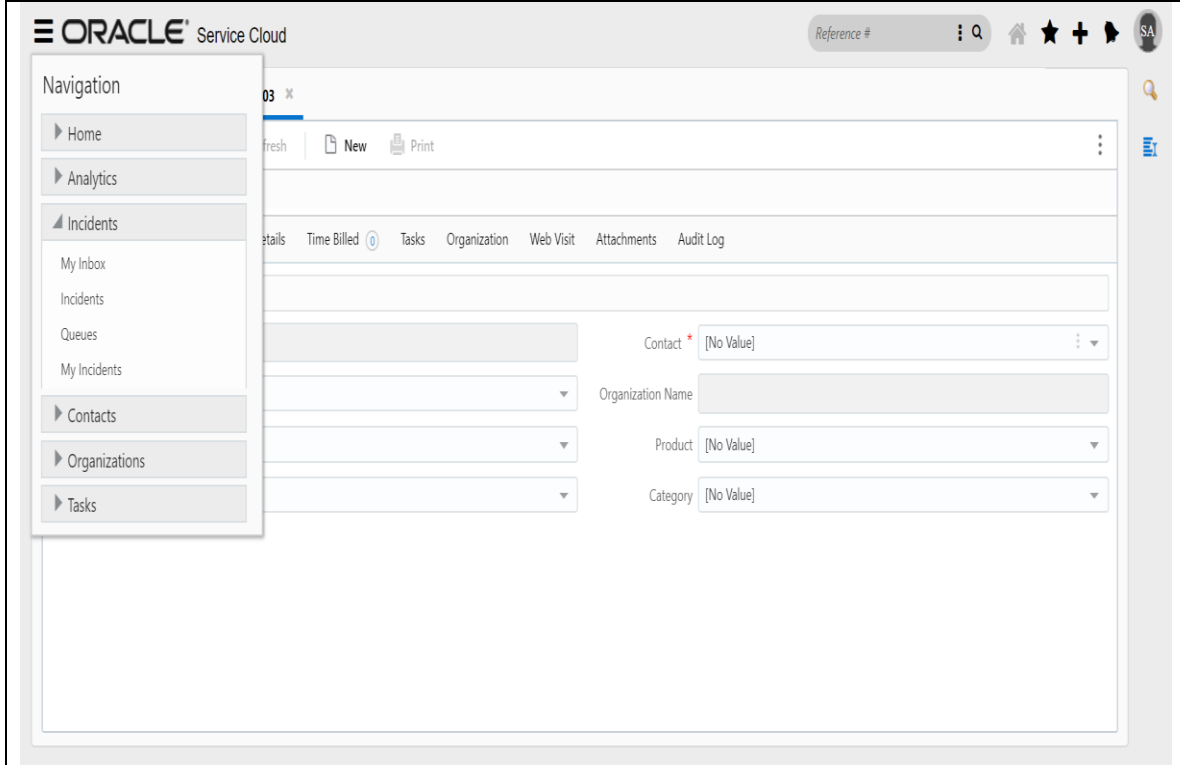 ORACLE® Service Cloud
Reference #
SA
Navigation
03
Home
fresh New Print
Analytics
Incidents
etails Time Billed 0 Tasks Organization Web Visit Attachments Audit Log
My Inbox
Incidents
Queues
Contact * [No Value]
My Incidents
Organization Name
Contacts
Product [No Value]
Organizations
Category [No Value]
Tasks